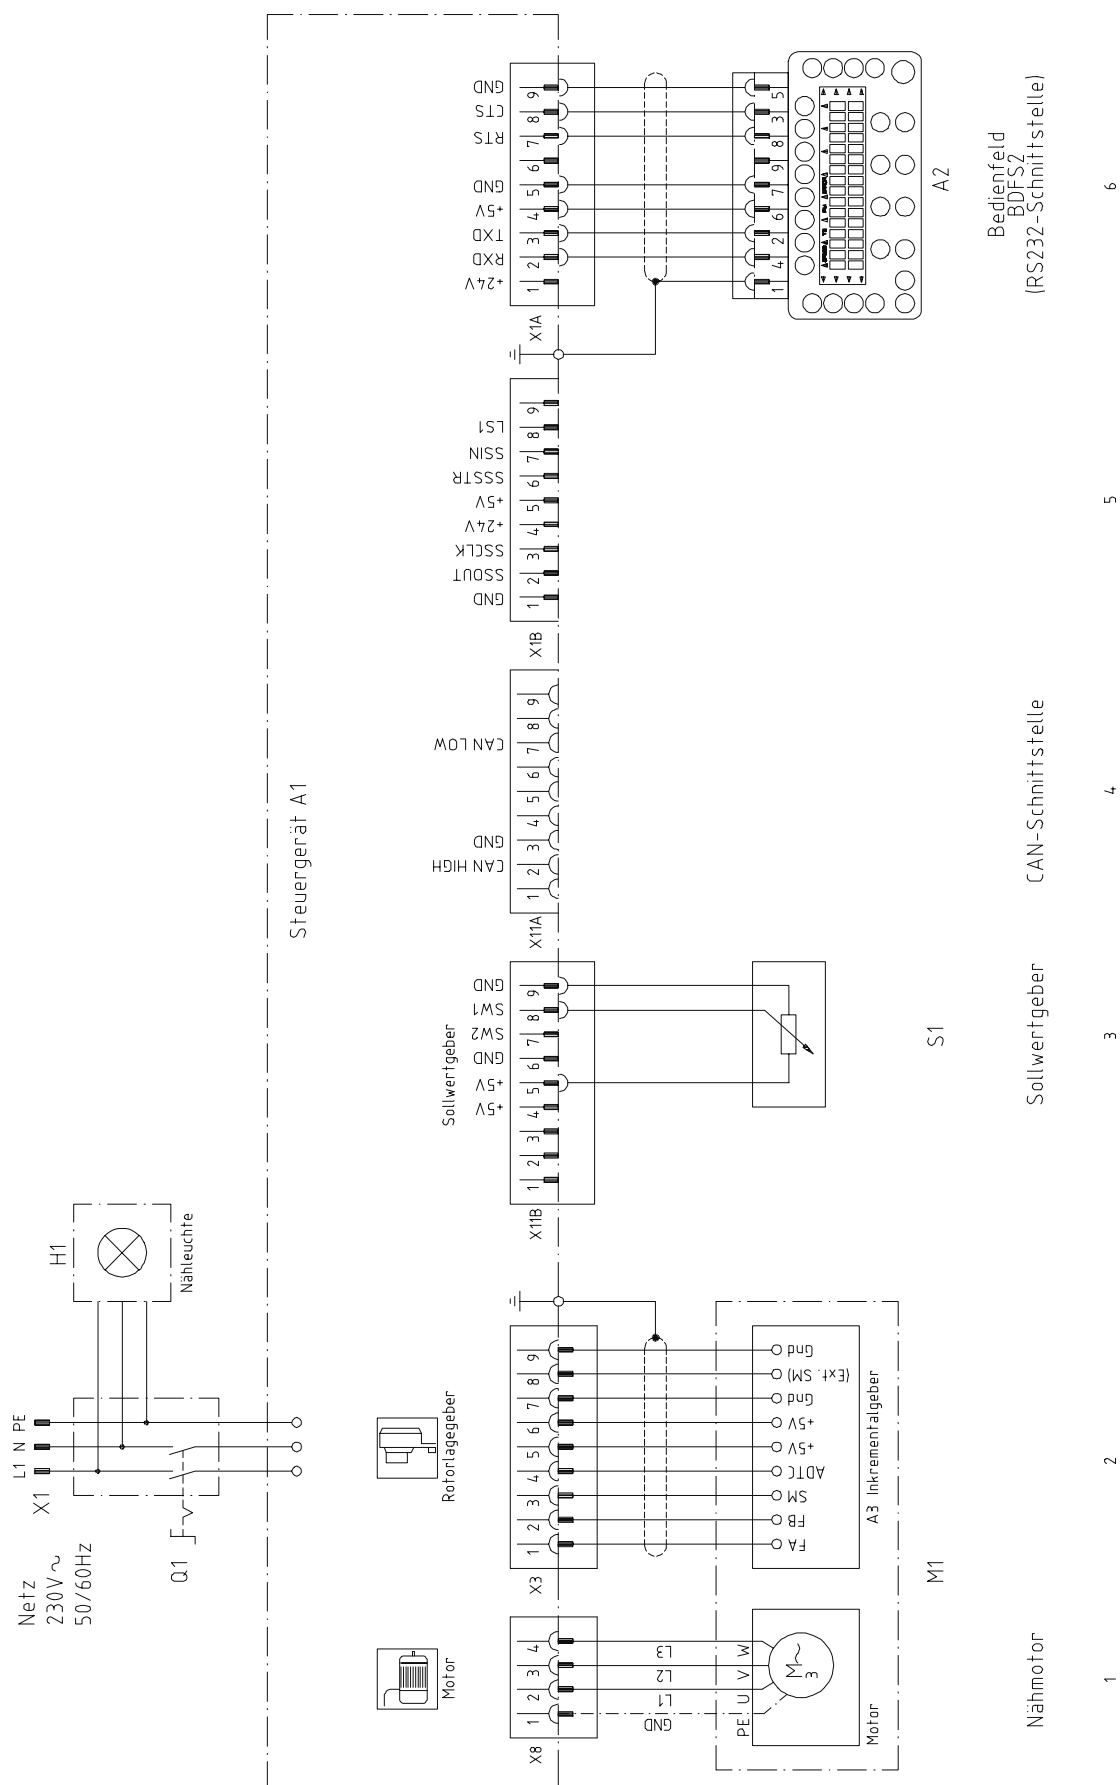 Netz
230V~
50/60Hz
X1
L1 N PE
Q1
H1
Nähleuchte
Steuergerät A1
Motor
Rotorlagegeber
Sollwertgeber
X8
1 2 3 4
GND
L1
L2
L3
PE U V W
M~
3
Motor
X3
1 2 3 4 5 6 7 8 9
FA
FB
SM
ADTC
+5V
+5V
Gnd
(Ext. SM)
Gnd
A3 Inkrementalgeber
M1
X11B
1 2 3 4 5 6 7 8 9
+5V
+5V
GND
SW2
SW1
GND
S1
X11A
1 2 3 4 5 6 7 8 9
CAN HIGH
GND
CAN LOW
X1B
1 2 3 4 5 6 7 8 9
GND
SSOUT
SSCLK
+24V
+5V
SSSTR
SSIN
LS1
X1A
1 2 3 4 5 6 7 8 9
+24V
RXD
TXD
+5V
GND
RTS
CTS
GND
1 4 2 6 7 9 8 3 5
A2
Nähmotor
Sollwertgeber
CAN-Schnittstelle
Bedienfeld
BDFS2
(RS232-Schnittstelle)
1 2 3 4 5 6